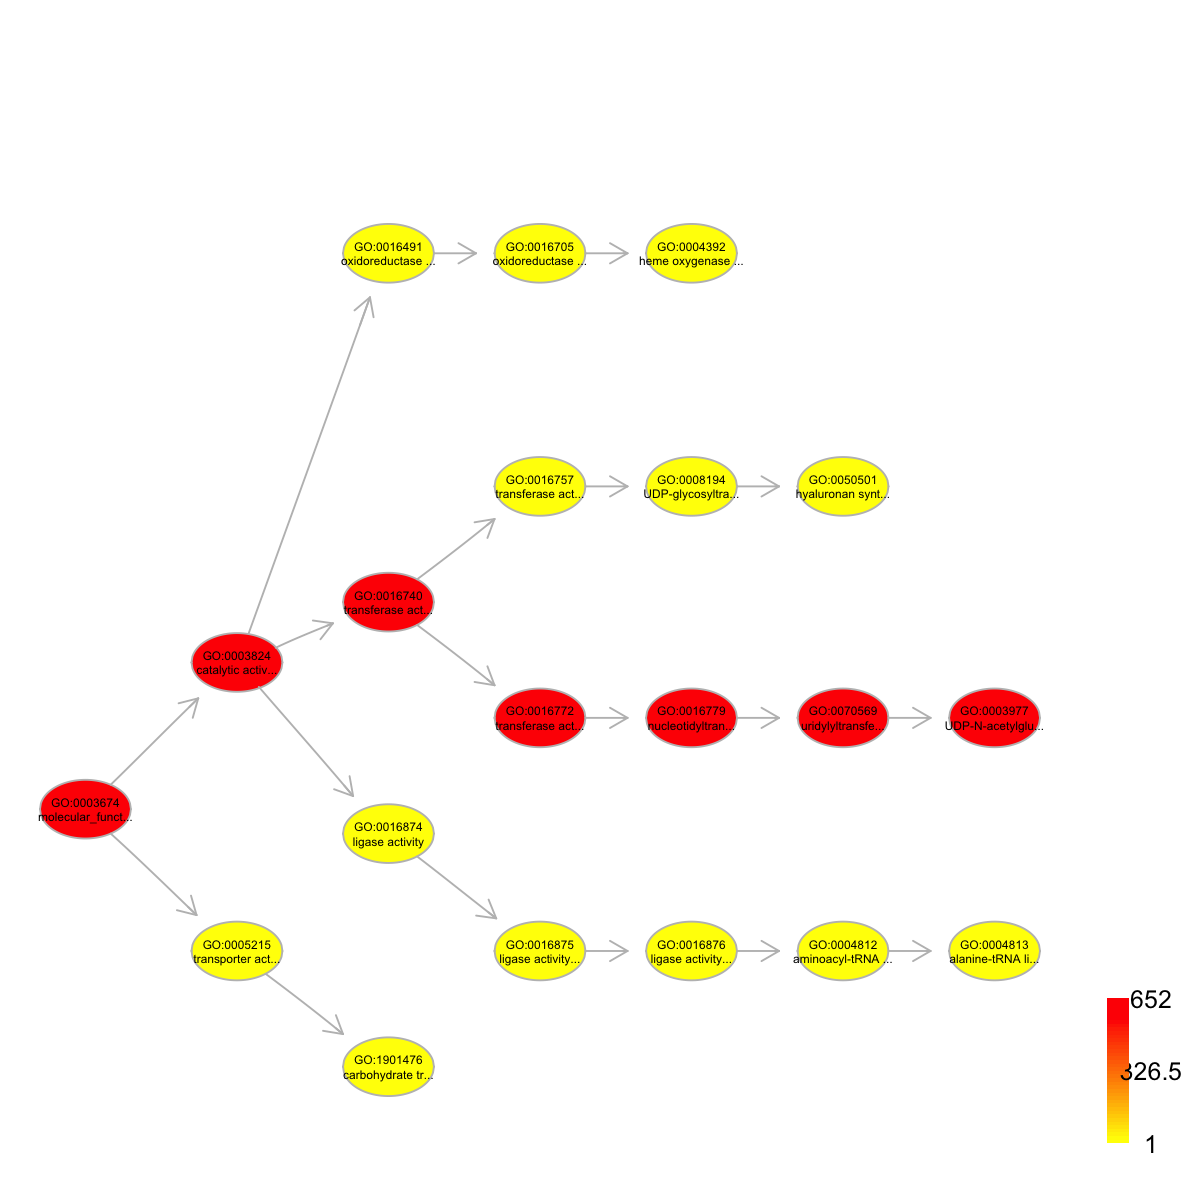 GO:0016491
oxidoreductase ...
GO:0016705
oxidoreductase ...
GO:0004392
heme oxygenase ...
GO:0016757
transferase act...
GO:0008194
UDP-glycosyltra...
GO:0050501
hyaluronan synt...
GO:0016740
transferase act...
GO:0003824
catalytic activ...
GO:0016772
transferase act...
GO:0016779
nucleotidyltran...
GO:0070569
uridylyltransfe...
GO:0003977
UDP-N-acetylglu...
GO:0003674
molecular_funct...
GO:0016874
ligase activity
GO:0005215
transporter act...
GO:0016875
ligase activity...
GO:0016876
ligase activity...
GO:0004812
aminoacyl-tRNA ...
GO:0004813
alanine-tRNA li...
GO:1901476
carbohydrate tr...
652
326.5
1